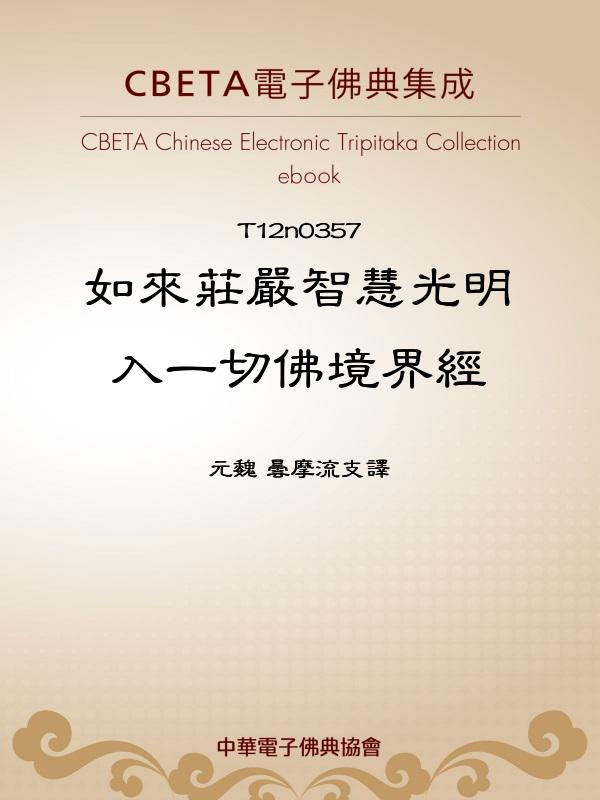 CBETA電子佛典集成
CBETA Chinese Electronic Tripitaka Collection
ebook
T12n0357
如來莊嚴智慧光明
入一切佛境界經
元魏 曇摩流支譯
中華電子佛典協會